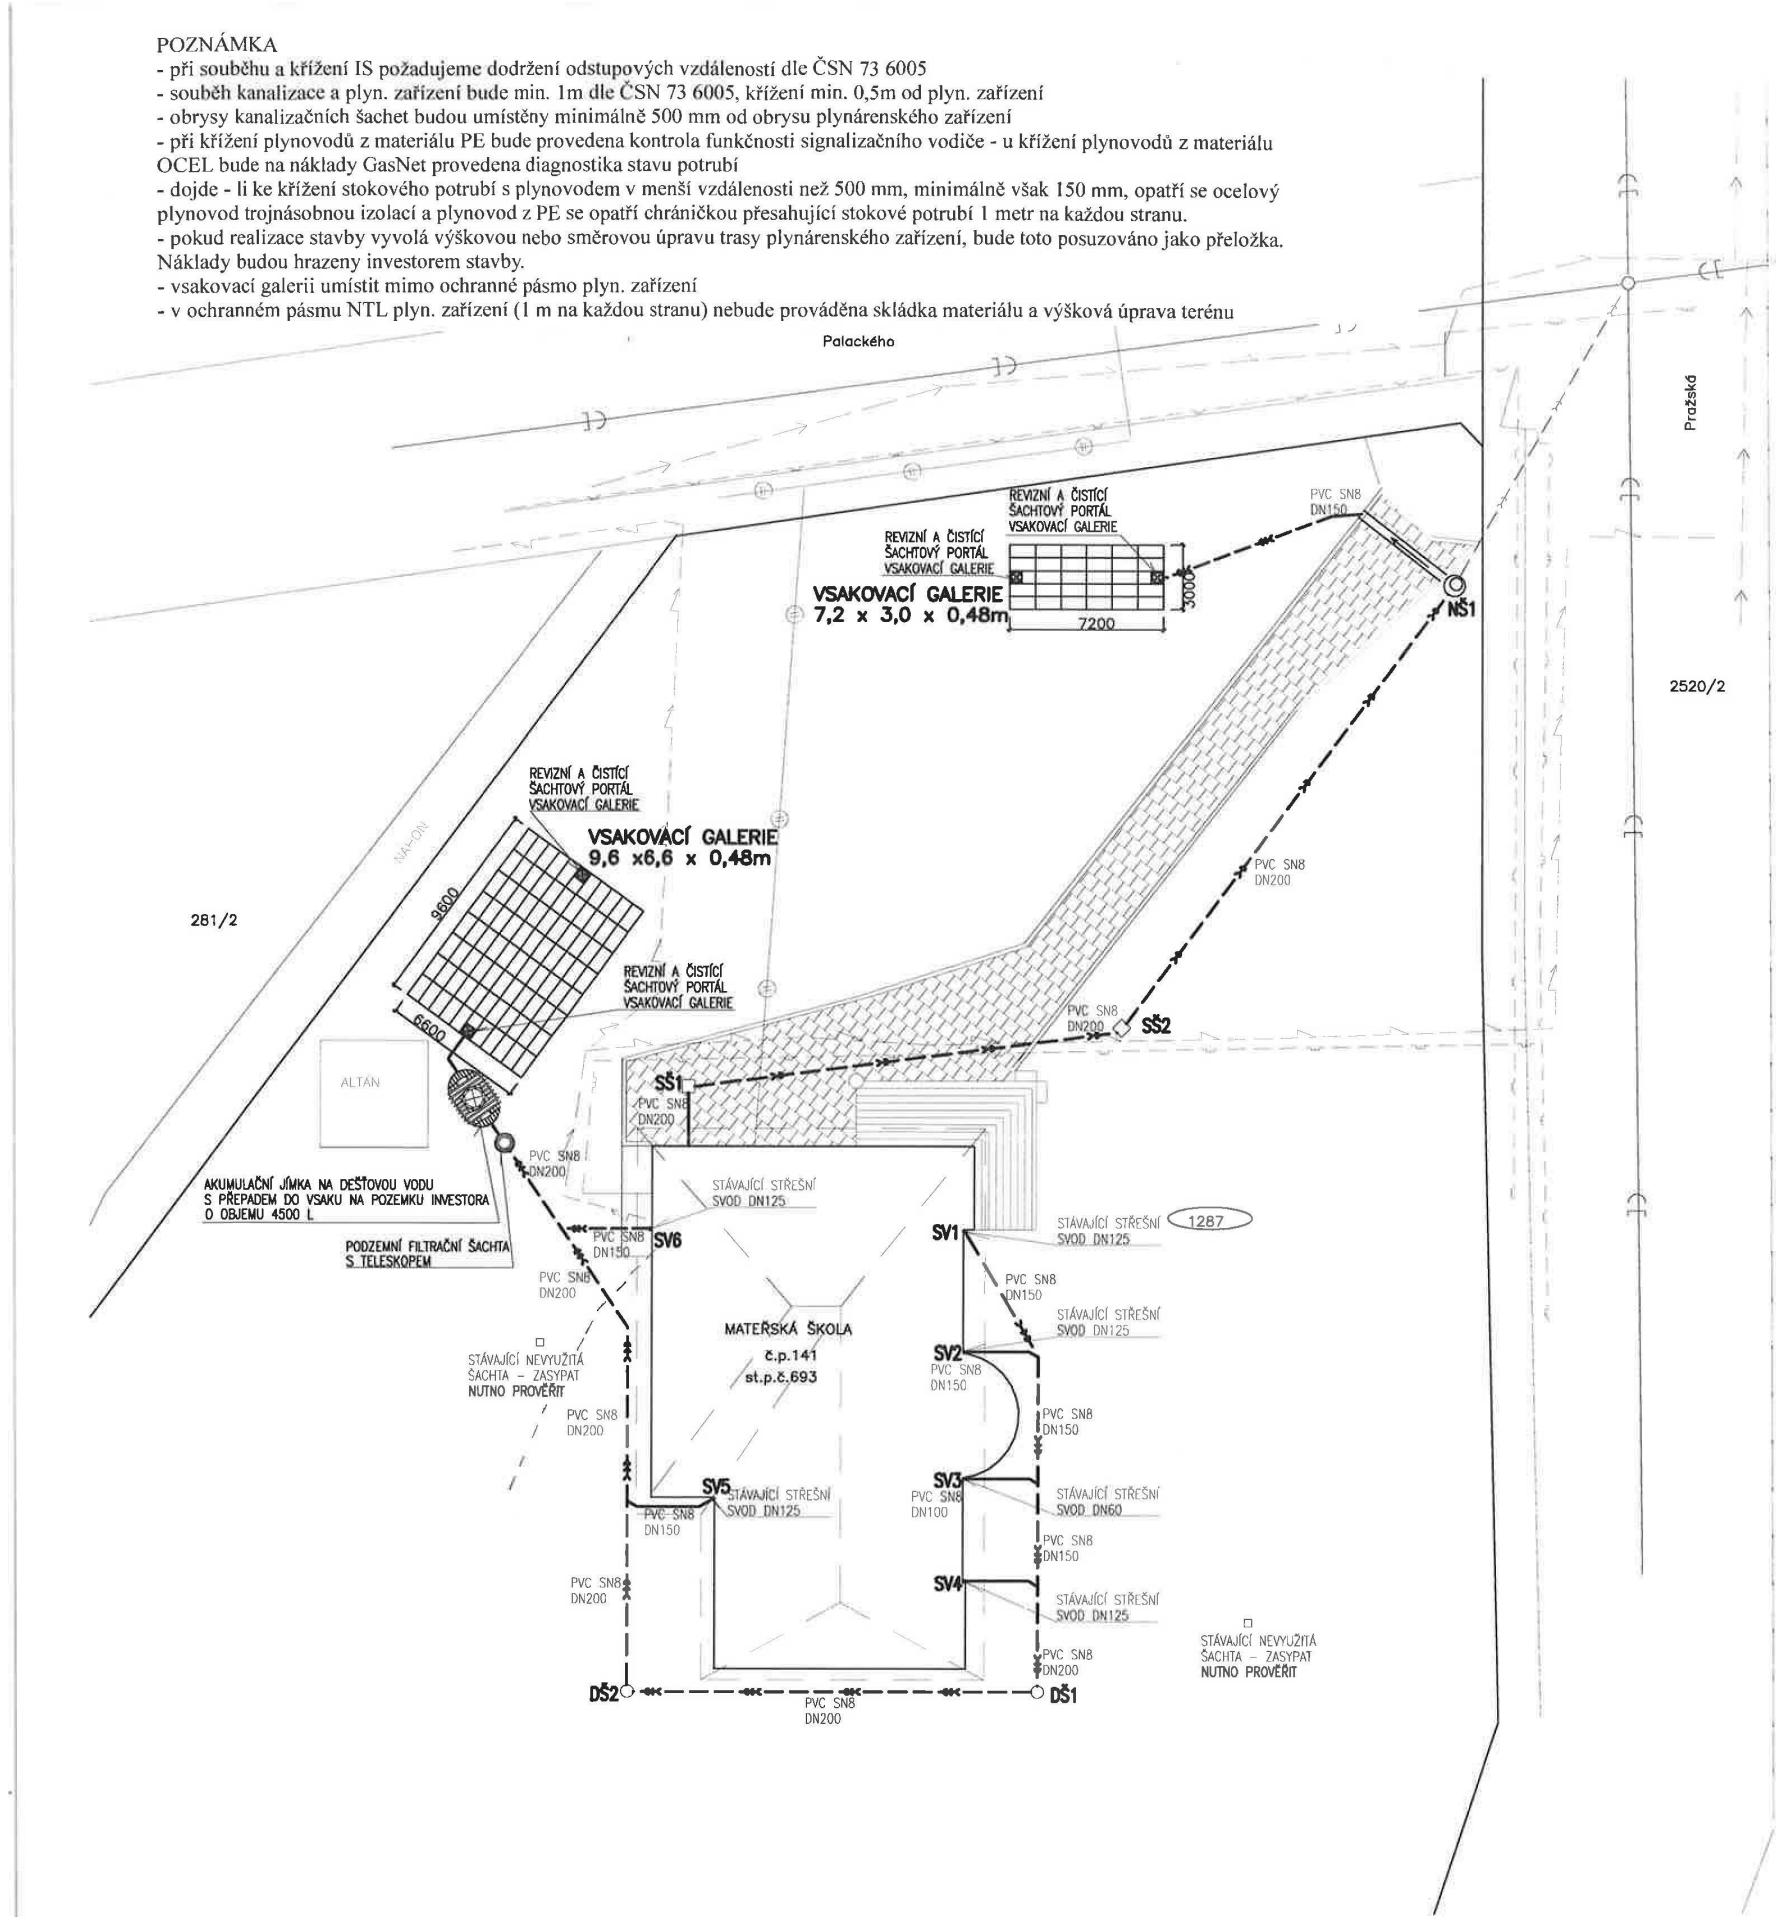 POZNÁMKA
- při souběhu a křížení IS požadujeme dodržení odstupových vzdáleností dle ČSN 73 6005
- souběh kanalizace a plyn. zařízení bude min. 1m dle ČSN 73 6005, křížení min. 0,5m od plyn. zařízení
- obrysy kanalizačních šachet budou umístěny minimálně 500 mm od obrysu plynárenského zařízení
- při křížení plynovodů z materiálu PE bude provedena kontrola funkčnosti signalizačního vodiče - u křížení plynovodů z materiálu
OCEL bude na náklady GasNet provedena diagnostika stavu potrubí
- dojde - li ke křížení stokového potrubí s plynovodem v menší vzdálenosti než 500 mm, minimálně však 150 mm, opatří se ocelový
plynovod trojnásobnou izolací a plynovod z PE se opatří chráničkou přesahující stokové potrubí 1 metr na každou stranu.
- pokud realizace stavby vyvolá výškovou nebo směrovou úpravu trasy plynárenského zařízení, bude toto posuzováno jako přeložka.
Náklady budou hrazeny investorem stavby.
- vsakovací galerii umístit mimo ochranné pásmo plyn. zařízení
- v ochranném pásmu NTL plyn. zařízení (1 m na každou stranu) nebude prováděna skládka materiálu a výšková úprava terénu
Palackého
Pražská
REVIZNÍ A ČISTÍCÍ
ŠACHTOVÝ PORTÁL
VSAKOVACÍ GALERIE
PVC SN8
DN150
REVIZNÍ A ČISTÍCÍ
ŠACHTOVÝ PORTÁL
VSAKOVACÍ GALERIE
VSAKOVACÍ GALERIE
7,2 x 3,0 x 0,48m
3000
7200
NŠ1
2520/2
REVIZNÍ A ČISTÍCÍ
ŠACHTOVÝ PORTÁL
VSAKOVACÍ GALERIE
VSAKOVACÍ GALERIE
9,6 x6,6 x 0,48m
PVC SN8
DN200
9600
281/2
REVIZNÍ A ČISTÍCÍ
ŠACHTOVÝ PORTÁL
VSAKOVACÍ GALERIE
6600
PVC SN8
DN200
SŠ2
ALTÁN
SŠ1
PVC SN8
DN200
PVC SN8
DN200
AKUMULAČNÍ JÍMKA NA DEŠŤOVOU VODU
S PŘEPADEM DO VSAKU NA POZEMKU INVESTORA
O OBJEMU 4500 L
STÁVAJÍCÍ STŘEŠNÍ
SVOD DN125
PODZEMNÍ FILTRAČNÍ ŠACHTA
S TELESKOPEM
PVC SN8
DN150
SV6
SV1
STÁVAJÍCÍ STŘEŠNÍ
SVOD DN125
1287
PVC SN8
DN200
PVC SN8
DN150
MATEŘSKÁ ŠKOLA
č.p.141
st.p.č.693
STÁVAJÍCÍ STŘEŠNÍ
SVOD DN125
SV2
PVC SN8
DN150
STÁVAJÍCÍ NEVYUŽITÁ
ŠACHTA – ZASYPAT
NUTNO PROVĚŘIT
PVC SN8
DN200
PVC SN8
DN150
SV5
STÁVAJÍCÍ STŘEŠNÍ
SVOD DN125
PVC SN8
DN150
SV3
PVC SN8
DN100
STÁVAJÍCÍ STŘEŠNÍ
SVOD DN60
PVC SN8
DN150
PVC SN8
DN200
SV4
STÁVAJÍCÍ STŘEŠNÍ
SVOD DN125
STÁVAJÍCÍ NEVYUŽITÁ
ŠACHTA – ZASYPAT
NUTNO PROVĚŘIT
PVC SN8
DN200
DŠ2
DŠ1
PVC SN8
DN200